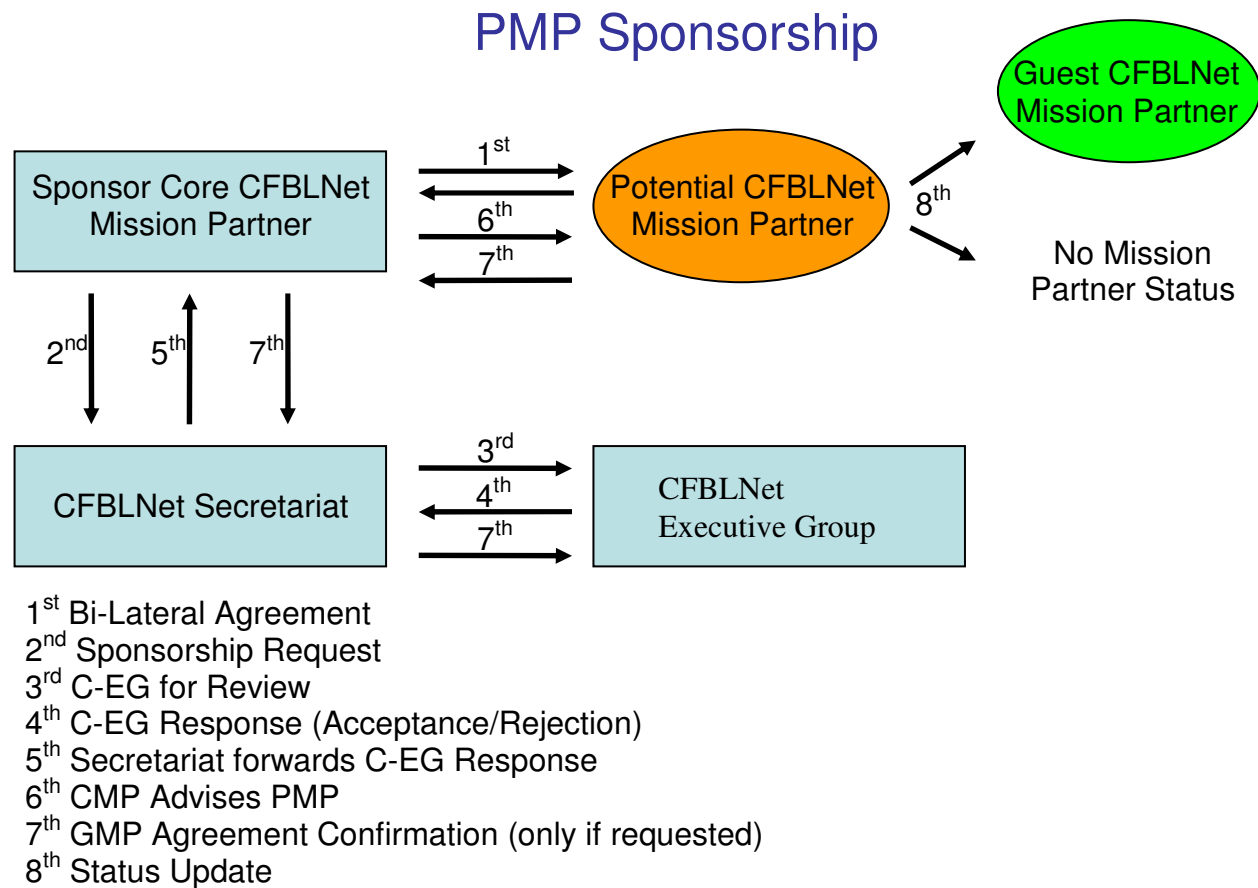 PMP Sponsorship
Guest CFBLNet
Mission Partner
Sponsor Core CFBLNet
Mission Partner
1st
6th
7th
Potential CFBLNet
Mission Partner
8th
No Mission
Partner Status
2nd
5th
7th
CFBLNet Secretariat
3rd
4th
7th
CFBLNet
Executive Group
1st Bi-Lateral Agreement
2nd Sponsorship Request
3rd C-EG for Review
4th C-EG Response (Acceptance/Rejection)
5th Secretariat forwards C-EG Response
6th CMP Advises PMP
7th GMP Agreement Confirmation (only if requested)
8th Status Update